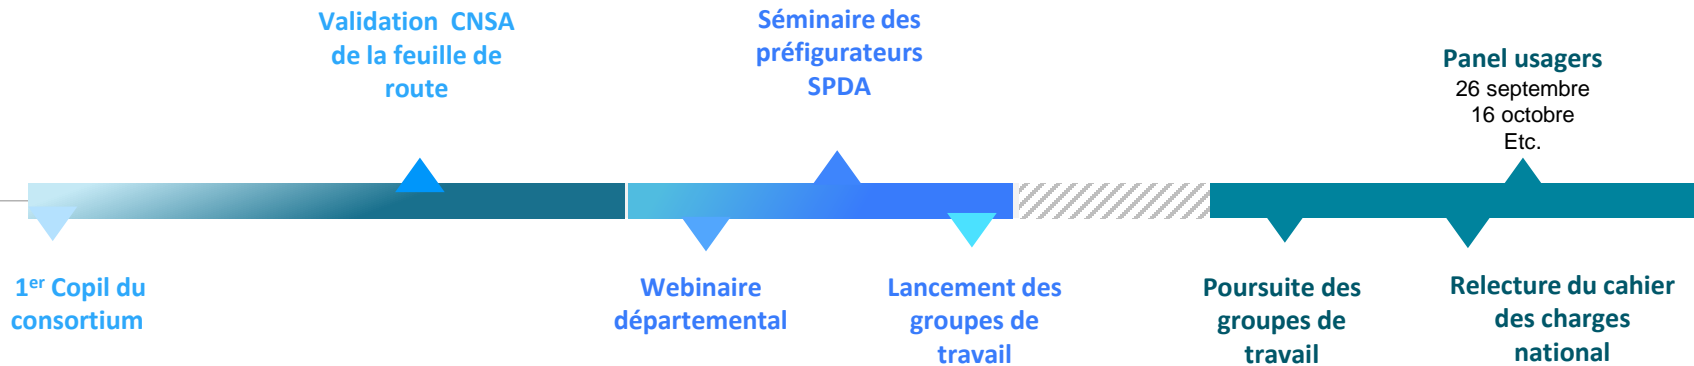 Validation CNSA
de la feuille de
route
Séminaire des
préfigurateurs
SPDA
Panel usagers
26 septembre
16 octobre
Etc.
1er Copil du
consortium
Webinaire
départemental
Lancement des
groupes de
travail
Poursuite des
groupes de
travail
Relecture du cahier
des charges
national